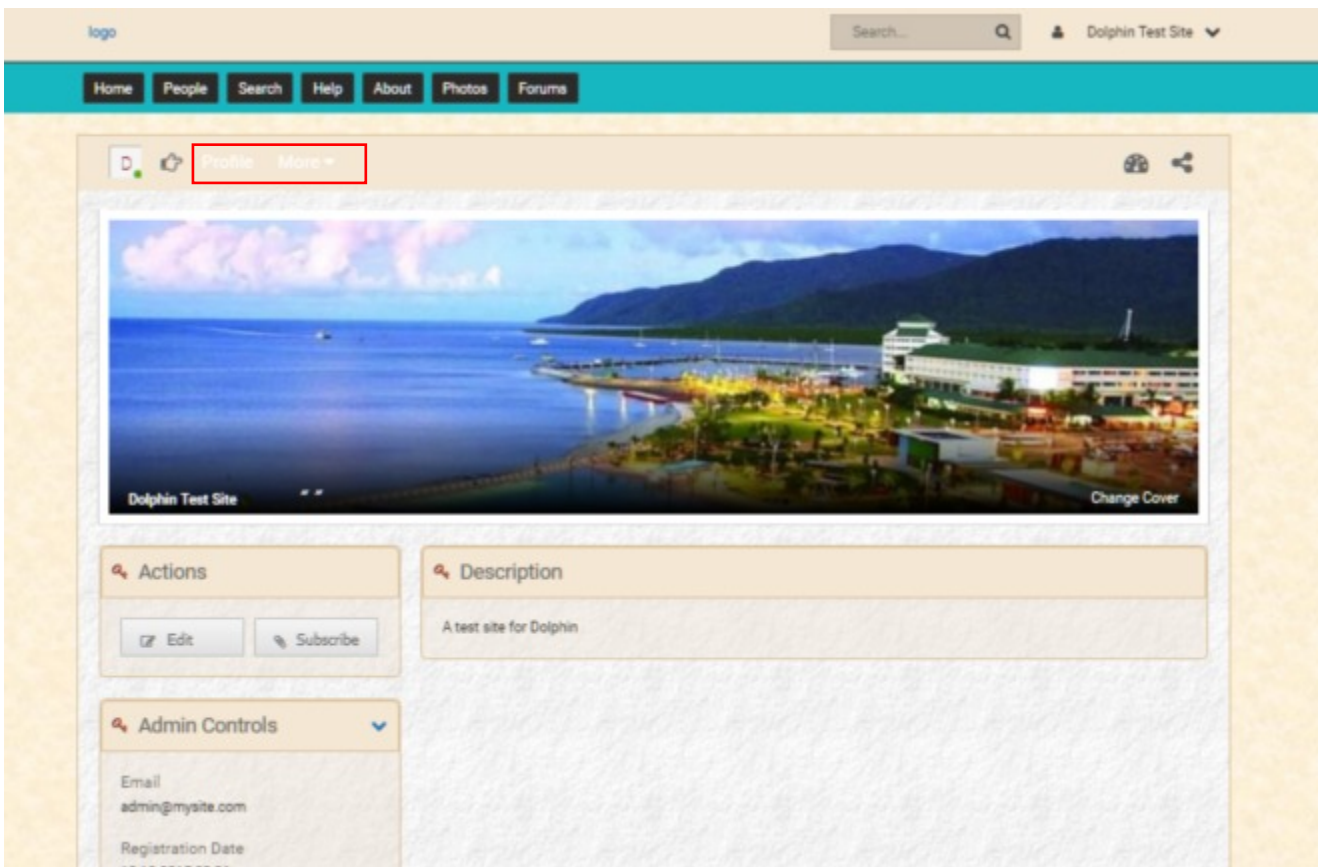 logo Search... Dolphin Test Site
Home People Search Help About Photos Forums
D Profile More
Dolphin Test Site Change Cover
Actions Description
Edit Subscribe A test site for Dolphin
Admin Controls
Email
admin@mysite.com
Registration Date